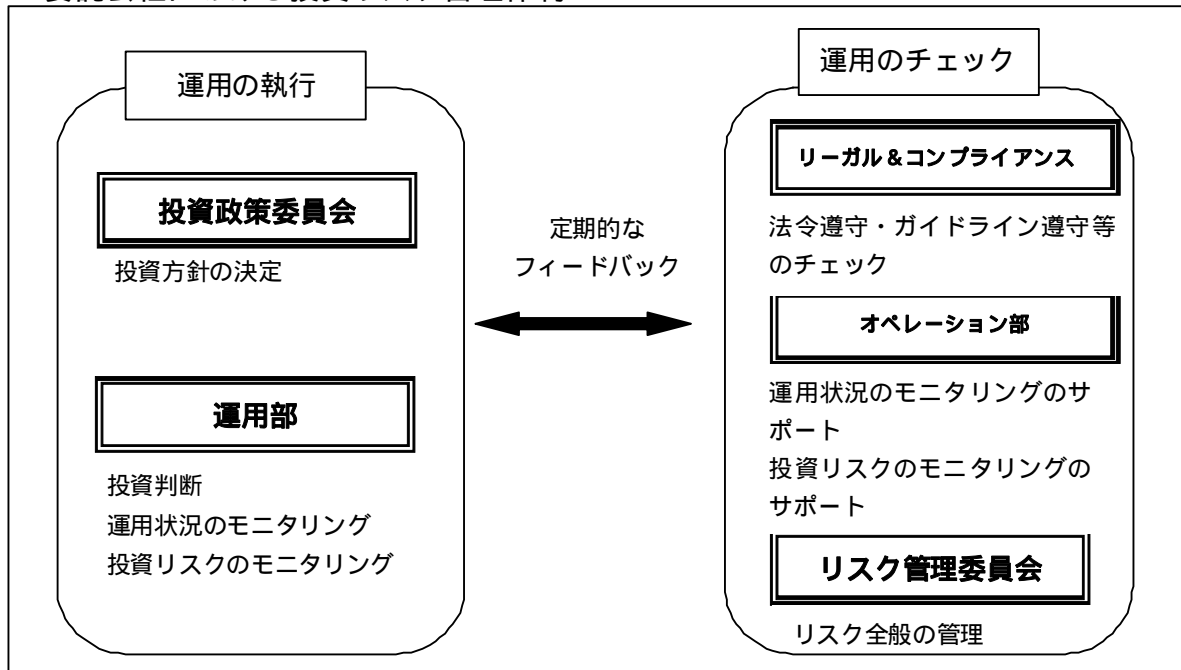 運用の執行
投資政策委員会
投資方針の決定
運用部
投資判断
運用状況のモニタリング
投資リスクのモニタリング
定期的な
フィードバック
運用のチェック
リーガル&コンプライアンス
法令遵守・ガイドライン遵守等
のチェック
オペレーション部
運用状況のモニタリングのサ
ポート
投資リスクのモニタリングの
サポート
リスク管理委員会
リスク全般の管理